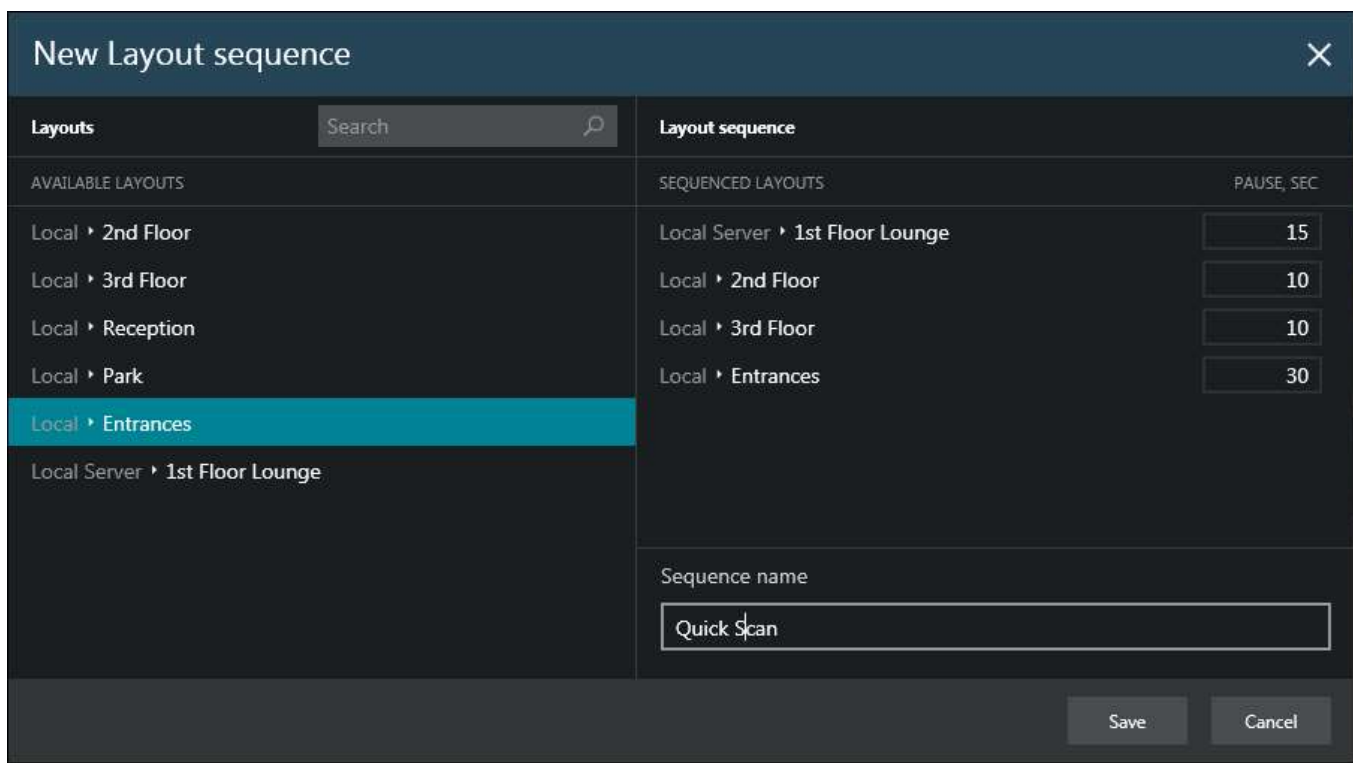 New Layout sequence
Layouts
Search
AVAILABLE LAYOUTS
Local ‣ 2nd Floor
Local ‣ 3rd Floor
Local ‣ Reception
Local ‣ Park
Local ‣ Entrances
Local Server ‣ 1st Floor Lounge
Layout sequence
SEQUENCED LAYOUTS PAUSE, SEC
Local Server ‣ 1st Floor Lounge 15
Local ‣ 2nd Floor 10
Local ‣ 3rd Floor 10
Local ‣ Entrances 30
Sequence name
Quick Scan
Save Cancel